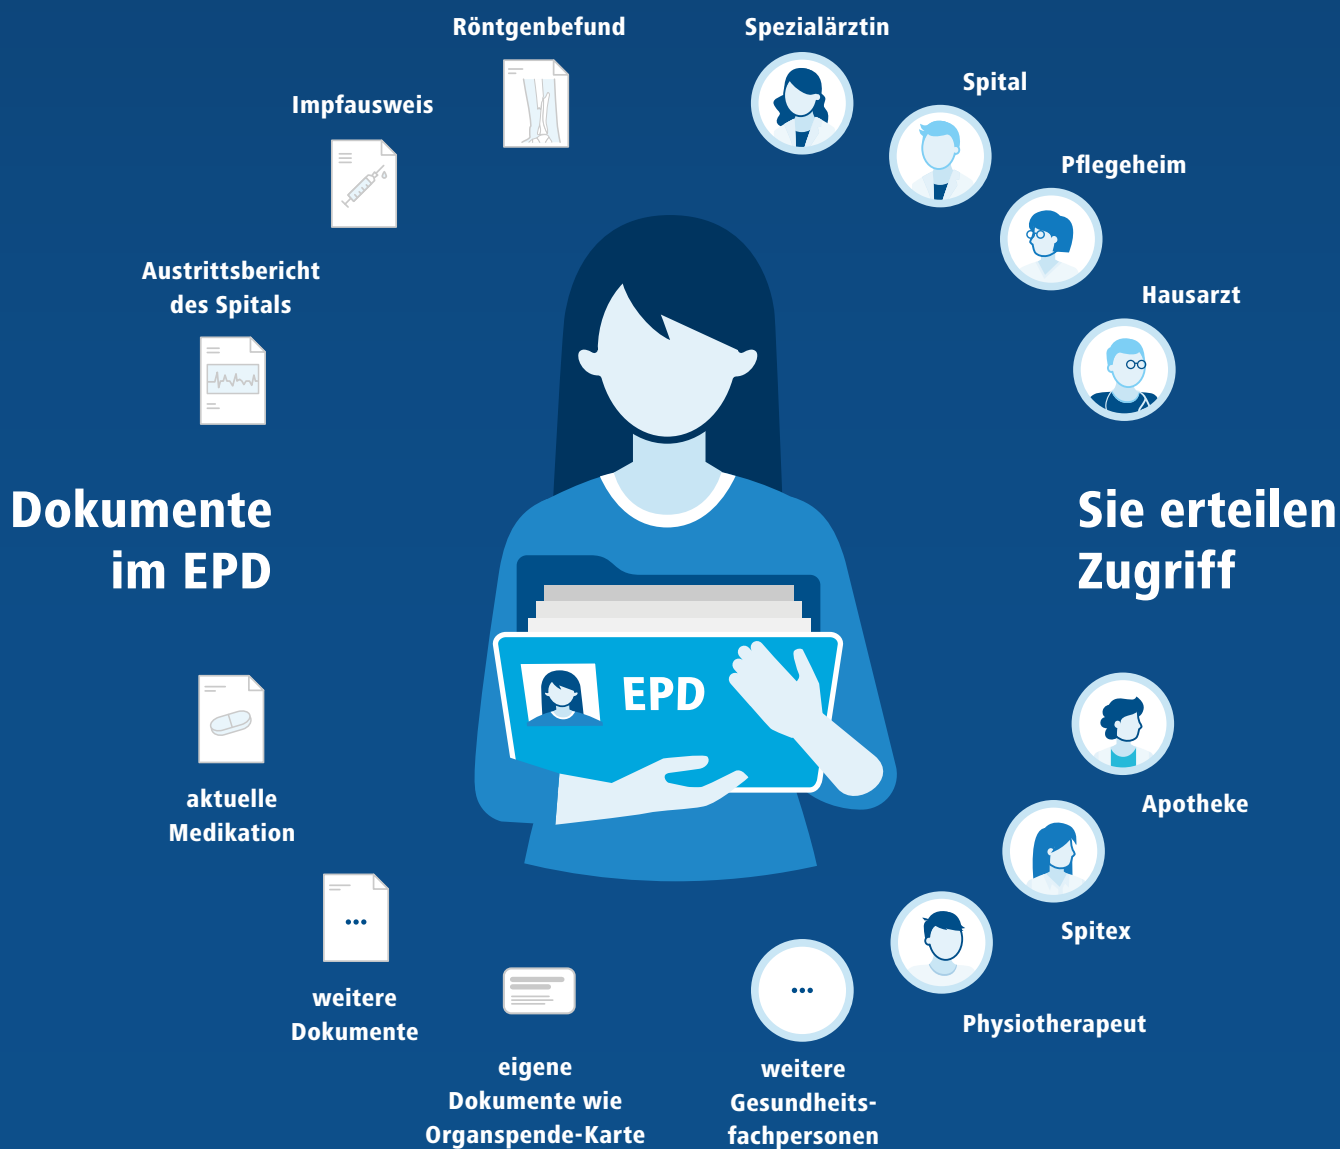 Röntgenbefund
Impfausweis
Austrittsbericht
des Spitals
Dokumente
im EPD
aktuelle
Medikation
weitere
Dokumente
eigene
Dokumente wie
Organspende-Karte
EPD
Spezialärztin
Spital
Pflegeheim
Hausarzt
Sie erteilen
Zugriff
Apotheke
Spitex
Physiotherapeut
weitere
Gesundheits-
fachpersonen